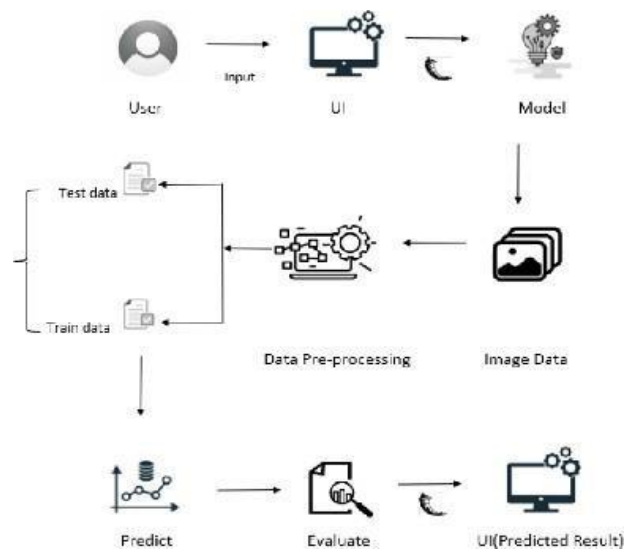 Input
User
UI
Model
Test data
Train data
Data Pre-processing
Image Data
Predict
Evaluate
UI(Predicted Result)